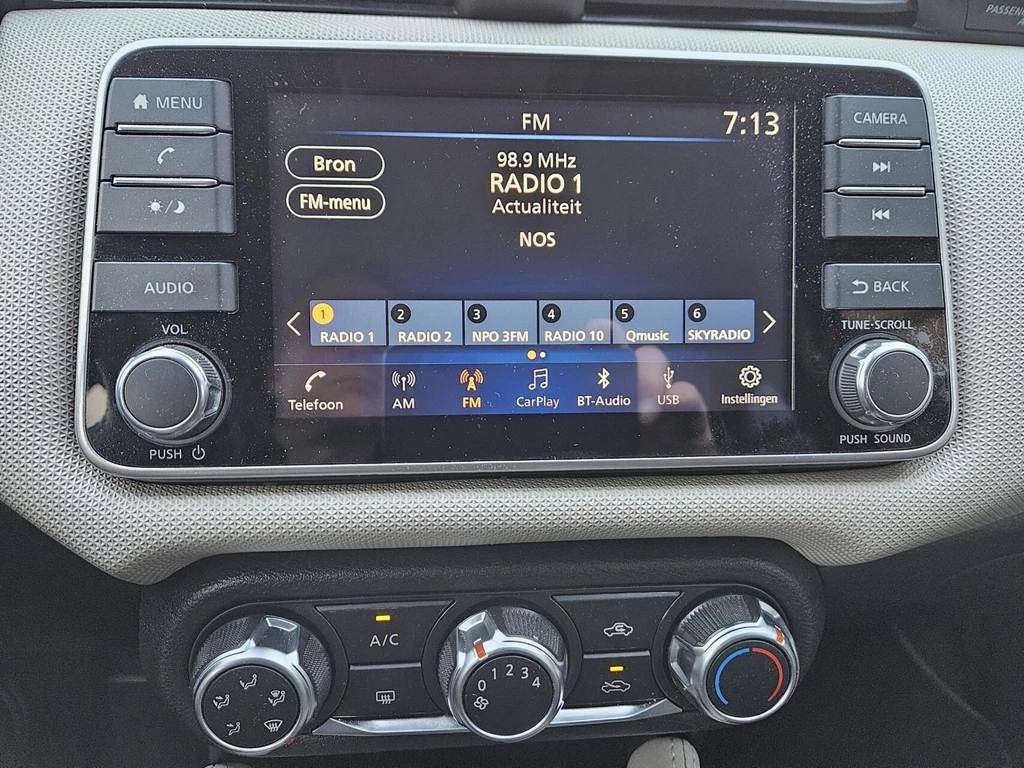 PASSEN
MENU
FM
7:13
CAMERA
Bron
98.9 MHz
RADIO 1
FM-menu
Actualiteit
NOS
AUDIO
BACK
1 2 3 4 5 6
RADIO 1 RADIO 2 NPO 3FM RADIO 10 Qmusic SKYRADIO
VOL
TUNE·SCROLL
Telefoon AM FM CarPlay BT-Audio USB Instellingen
PUSH
PUSH SOUND
A/C
0 1 2 3 4